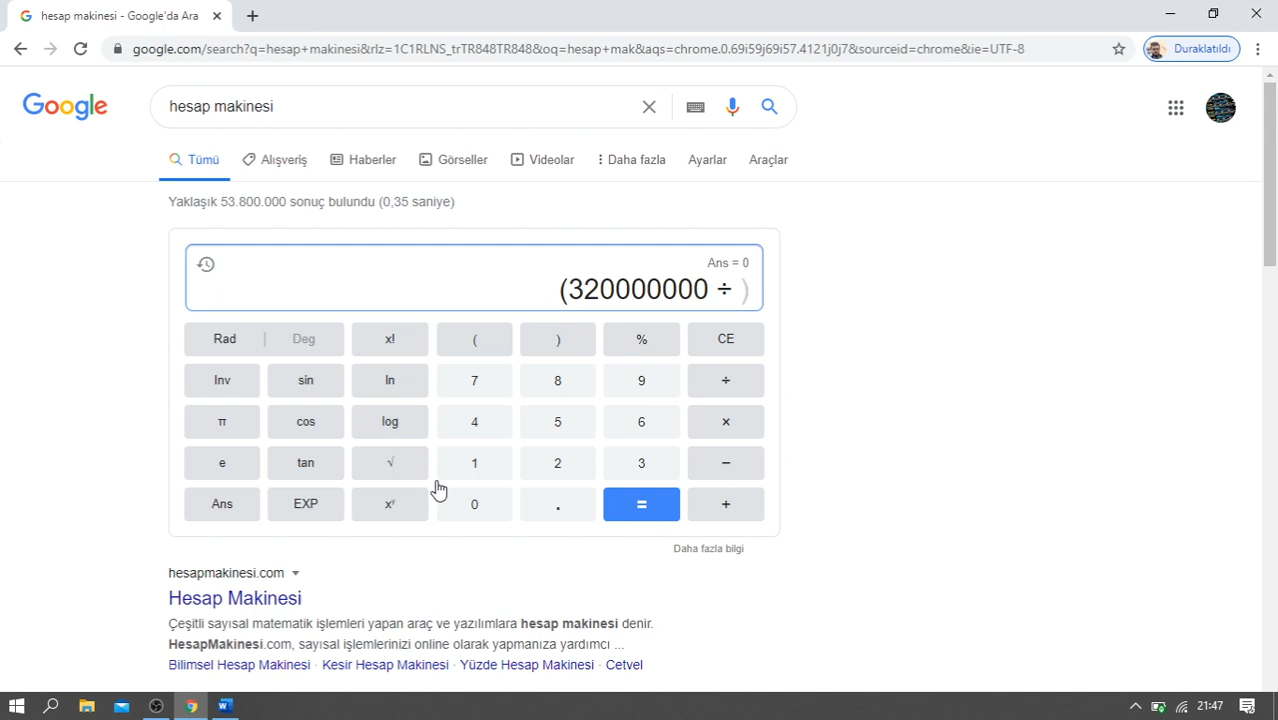 hesap makinesi - Google'da Ara
google.com/search?q=hesap+makinesi&rlz=1C1RLNS_trTR848TR848&oq=hesap+mak&aqs=chrome.0.69i59j69i57.4121j0j7&sourceid=chrome&ie=UTF-8
Duraklatıldı
Google
hesap makinesi
Tümü Alışveriş Haberler Görseller Videolar Daha fazla Ayarlar Araçlar
Yaklaşık 53.800.000 sonuç bulundu (0,35 saniye)
Ans = 0
(320000000 ÷ )
Rad | Deg x! ( ) % CE
Inv sin ln 7 8 9 ÷
π cos log 4 5 6 ×
e tan √ 1 2 3 −
Ans EXP xʸ 0 . = +
Daha fazla bilgi
hesapmakinesi.com
Hesap Makinesi
Çeşitli sayısal matematik işlemleri yapan araç ve yazılımlara hesap makinesi denir.
HesapMakinesi.com, sayısal işlemlerinizi online olarak yapmanıza yardımcı ...
Bilimsel Hesap Makinesi · Kesir Hesap Makinesi · Yüzde Hesap Makinesi · Cetvel
21:47